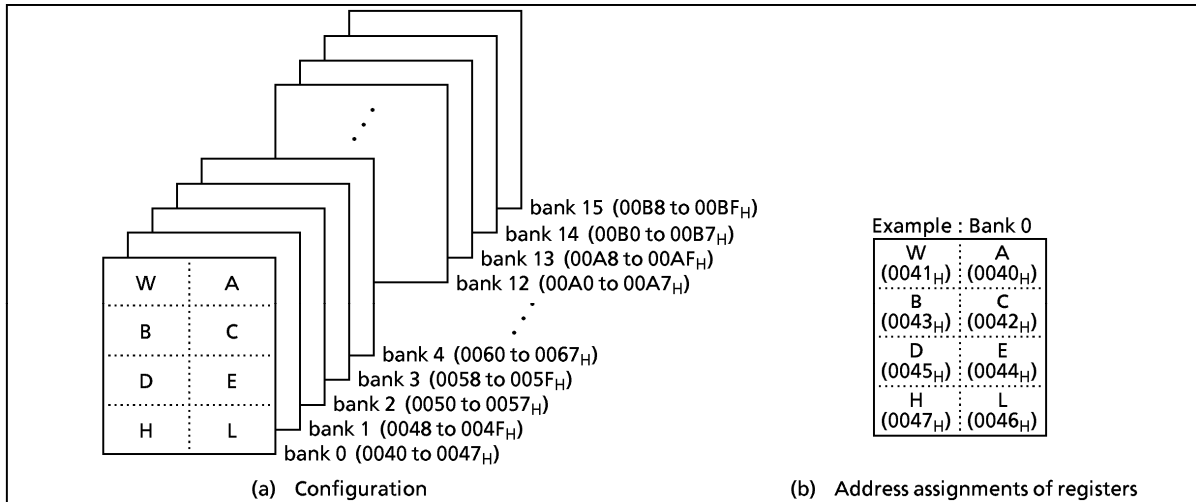 bank 15 (00B8 to 00BFH)
bank 14 (00B0 to 00B7H)
bank 13 (00A8 to 00AFH)
bank 12 (00A0 to 00A7H)
bank 4 (0060 to 0067H)
bank 3 (0058 to 005FH)
bank 2 (0050 to 0057H)
bank 1 (0048 to 004FH)
bank 0 (0040 to 0047H)
W A
B C
D E
H L
(a) Configuration
Example : Bank 0
W A
(0041H) (0040H)
B C
(0043H) (0042H)
D E
(0045H) (0044H)
H L
(0047H) (0046H)
(b) Address assignments of registers